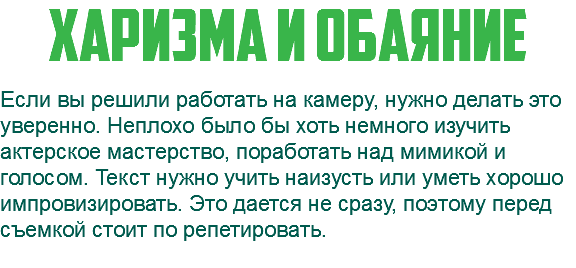 ХАРИЗМА И ОБАЯНИЕ
Если вы решили работать на камеру, нужно делать это
уверенно. Неплохо было бы хоть немного изучить
актерское мастерство, поработать над мимикой и
голосом. Текст нужно учить наизусть или уметь хорошо
импровизировать. Это дается не сразу, поэтому перед
съемкой стоит по репетировать.